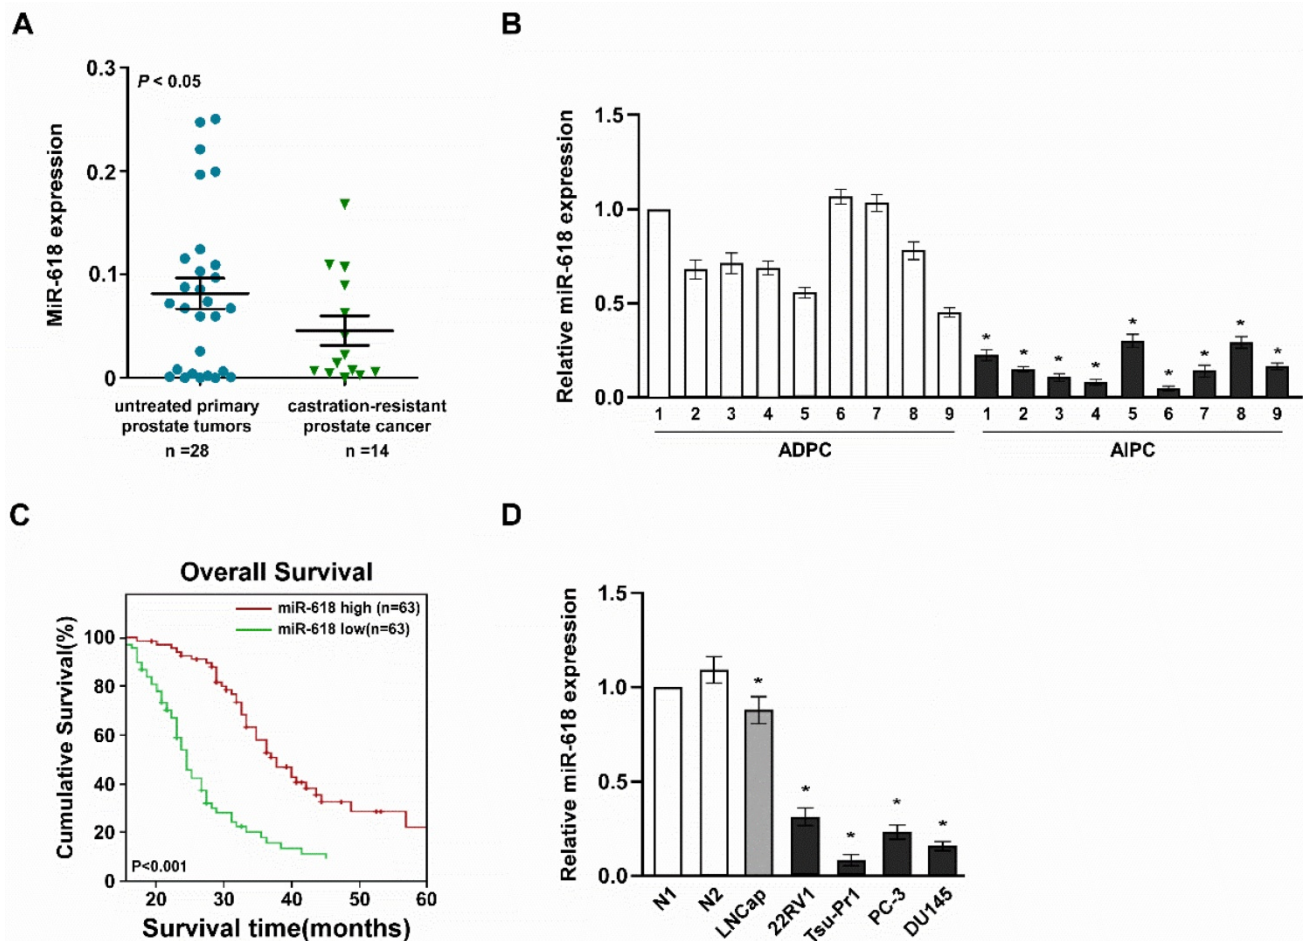 A
MiR-618 expression
0.3
0.2
0.1
0
P < 0.05
untreated primary
prostate tumors
n =28
castration-resistant
prostate cancer
n =14
B
Relative miR-618 expression
1.5
1.0
0.5
0.0
* * * * * * * * *
1 2 3 4 5 6 7 8 9 1 2 3 4 5 6 7 8 9
ADPC AIPC
C
Overall Survival
miR-618 high (n=63)
miR-618 low(n=63)
Cumulative Survival(%)
100
80
60
40
20
0
P<0.001
20 30 40 50 60
Survival time(months)
D
Relative miR-618 expression
1.5
1.0
0.5
0.0
* * * * *
N1 N2 LNCap 22RV1 Tsu-Pr1 PC-3 DU145